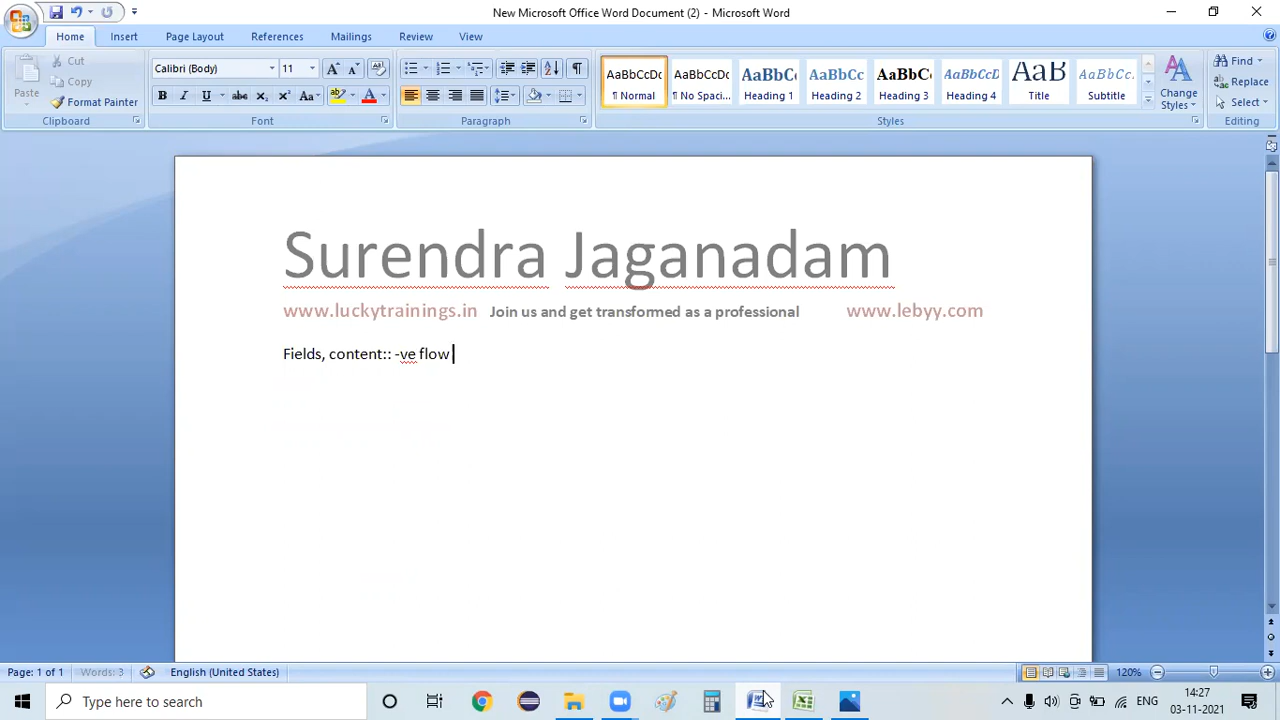 New Microsoft Office Word Document (2) - Microsoft Word
Home Insert Page Layout References Mailings Review View
Paste
Cut
Copy
Format Painter
Clipboard
Calibri (Body) 11
Font
Paragraph
AaBbCcDc AaBbCcDc AaBbCc AaBbCc AaBbCc AaBbCcD AaB AaBbCc.
¶ Normal ¶ No Spaci... Heading 1 Heading 2 Heading 3 Heading 4 Title Subtitle
Change Styles
Styles
Find
Replace
Select
Editing
Surendra Jaganadam
www.luckytrainings.in Join us and get transformed as a professional www.lebyy.com
Fields, content:: -ve flow
Page: 1 of 1 Words: 3 English (United States) 120%
Type here to search
ENG
14:27
03-11-2021